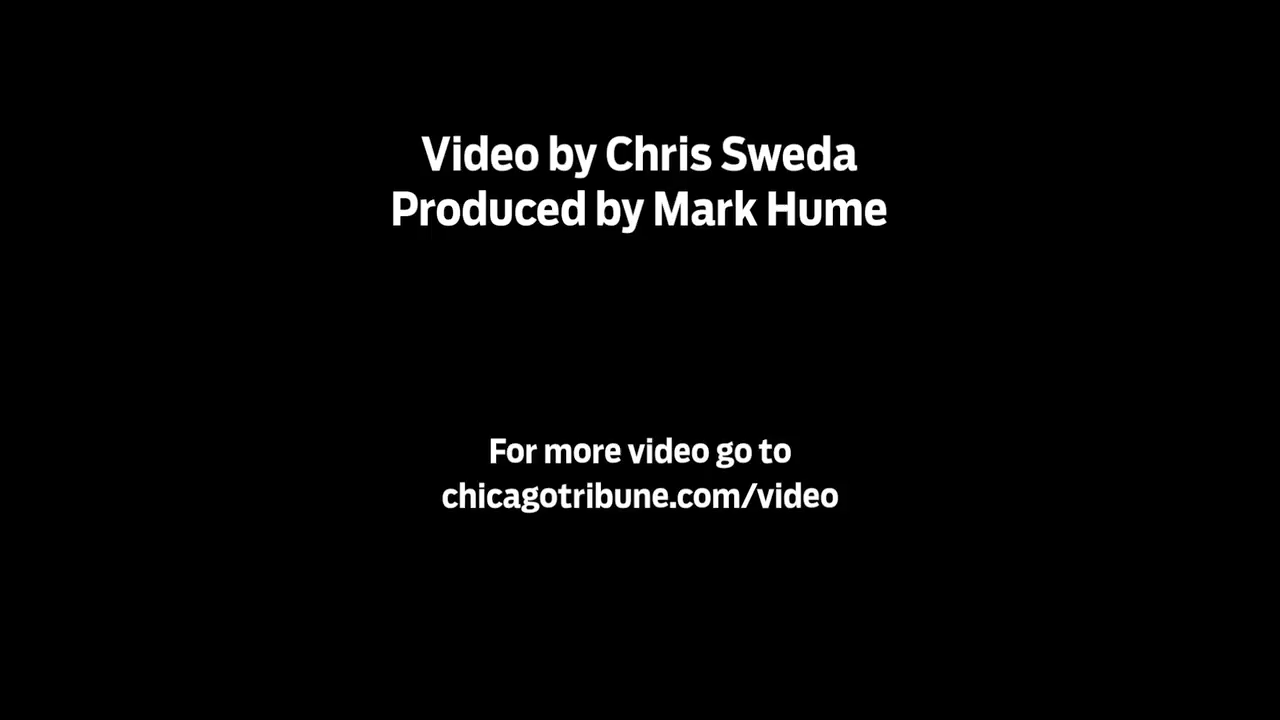 Video by Chris Sweda
Produced by Mark Hume
For more video go to
chicagotribune.com/video